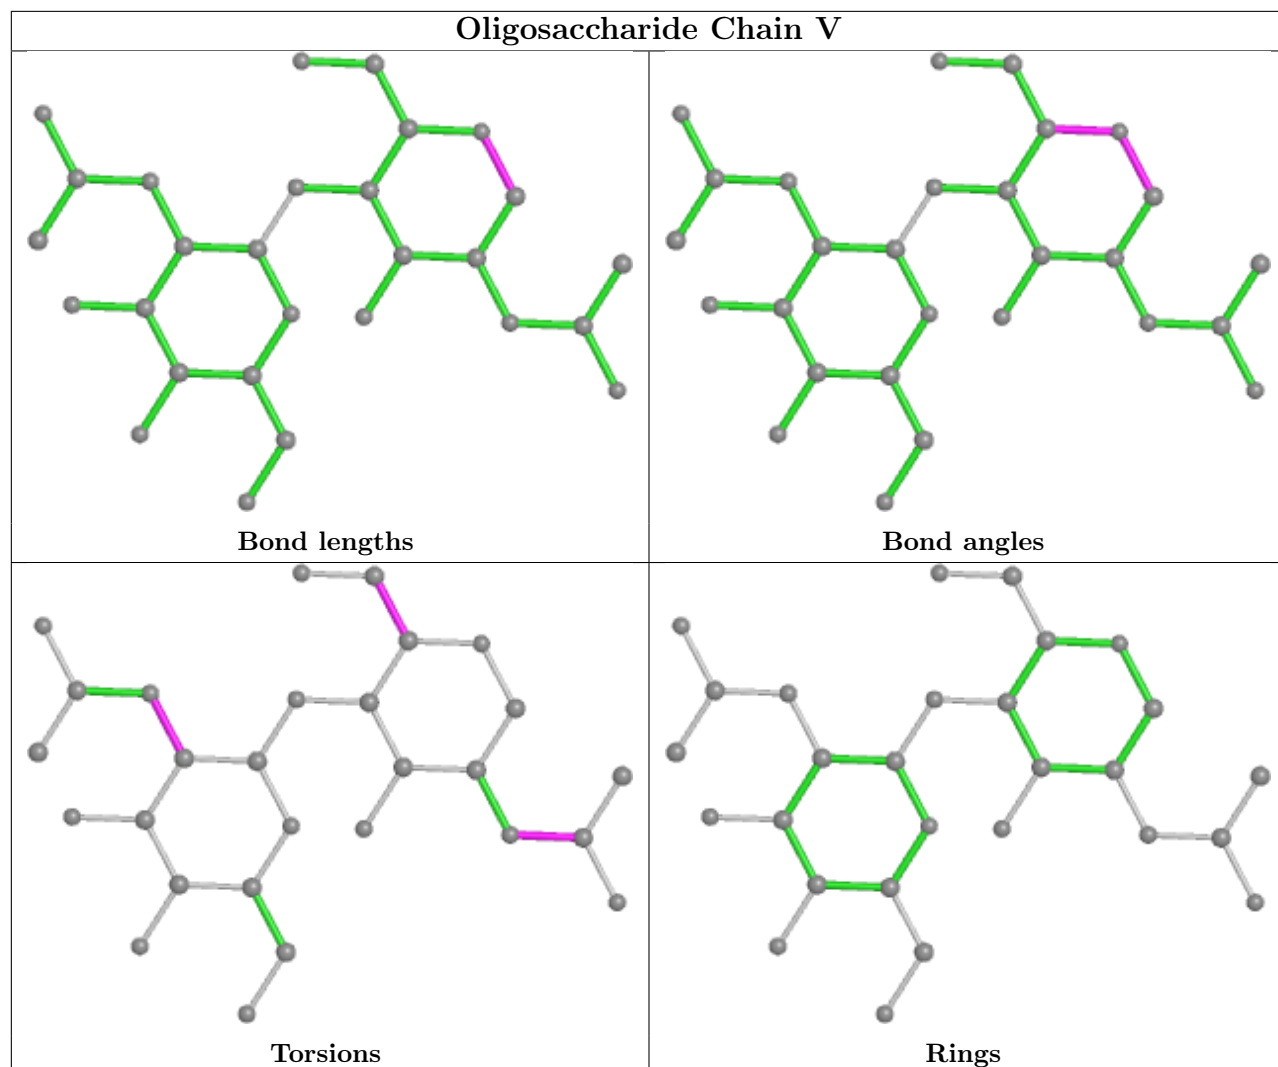 Oligosaccharide Chain V
Bond lengths
Bond angles
Torsions
Rings